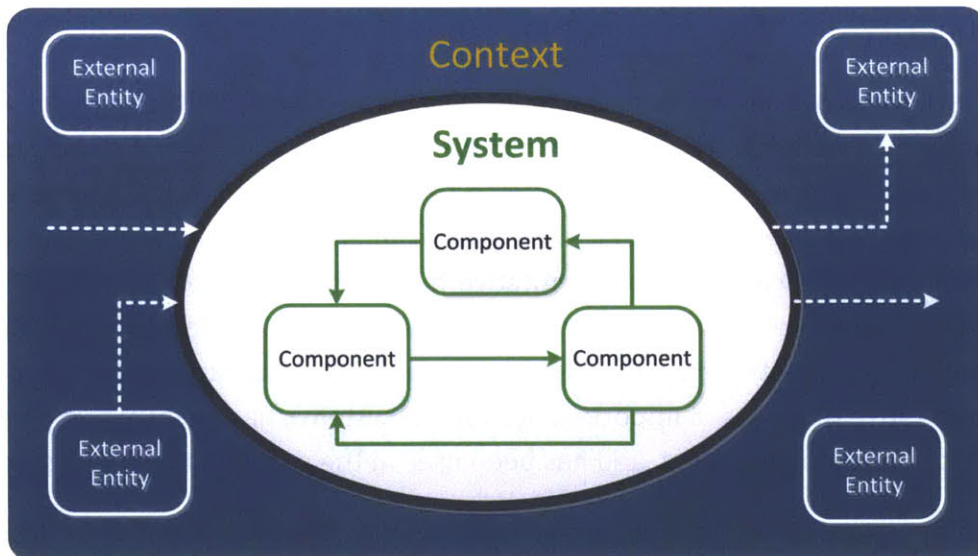 Context
External
Entity
External
Entity
System
Component
Component
Component
External
Entity
External
Entity